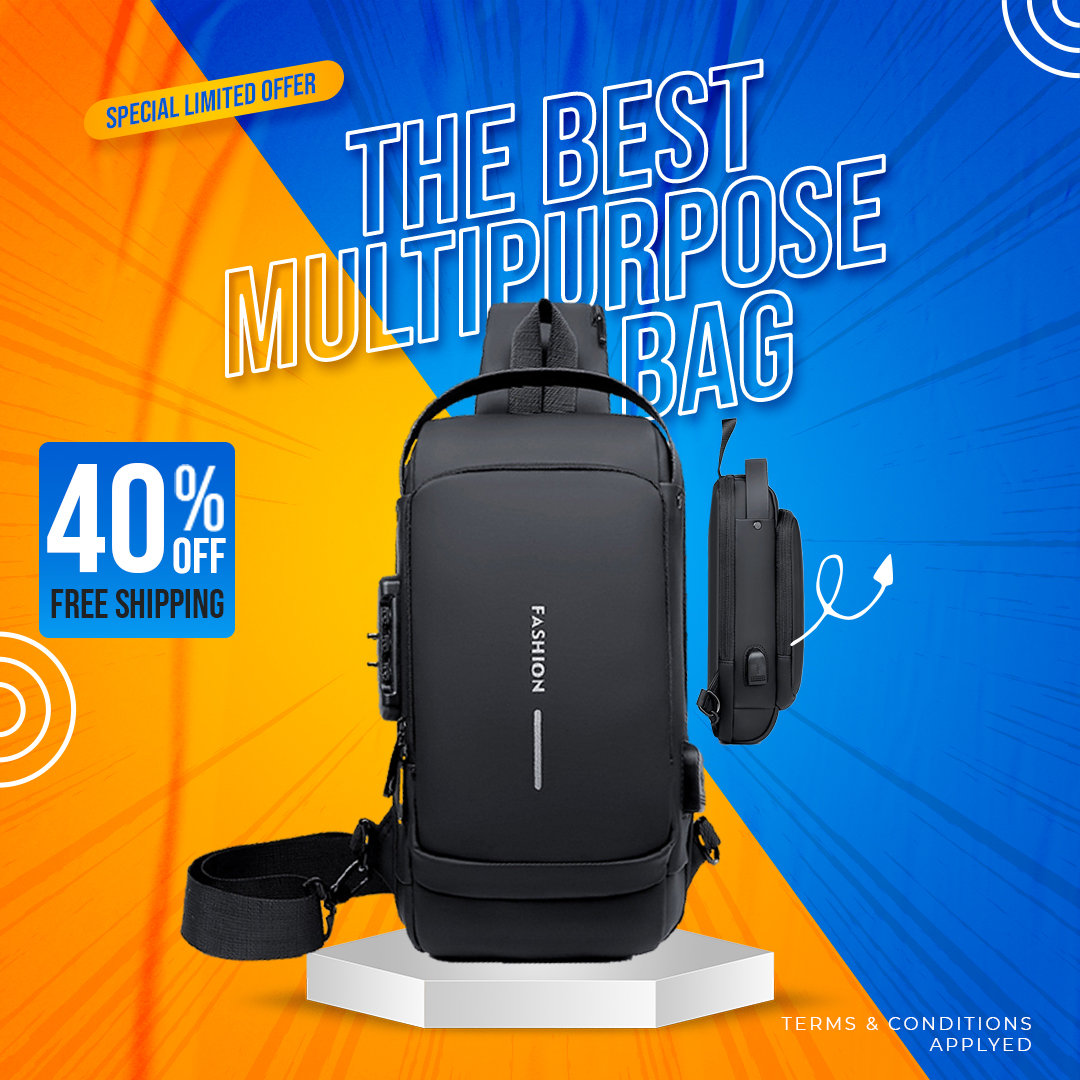 SPECIAL LIMITED OFFER
THE BEST
MULTIPURPOSE
BAG
40%
OFF
FREE SHIPPING
FASHION
TERMS & CONDITIONS
APPLYED